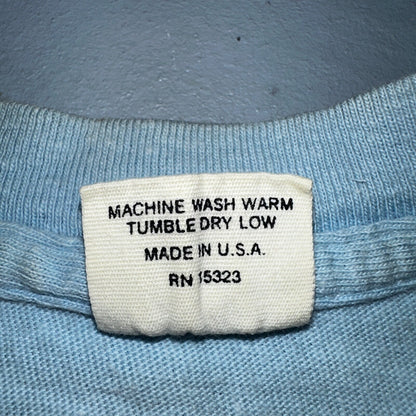 MACHINE WASH WARM
TUMBLE DRY LOW
MADE IN U.S.A.
RN 15323